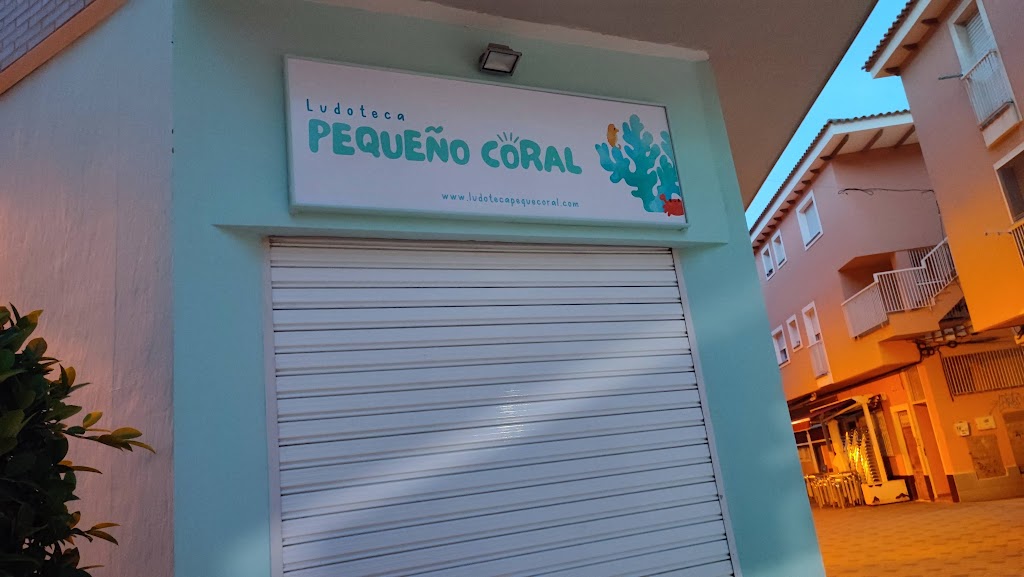 Ludoteca
PEQUEÑO CORAL
www.ludotecapequecoral.com